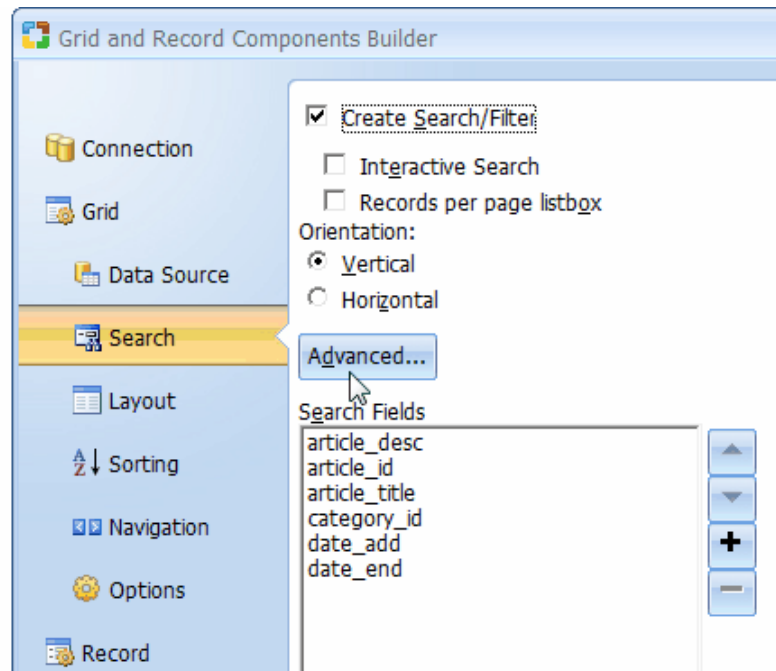 Grid and Record Components Builder
Connection
Grid
Data Source
Search
Layout
Sorting
Navigation
Options
Record
Create Search/Filter
Interactive Search
Records per page listbox
Orientation:
Vertical
Horizontal
Advanced...
Search Fields
article_desc
article_id
article_title
category_id
date_add
date_end